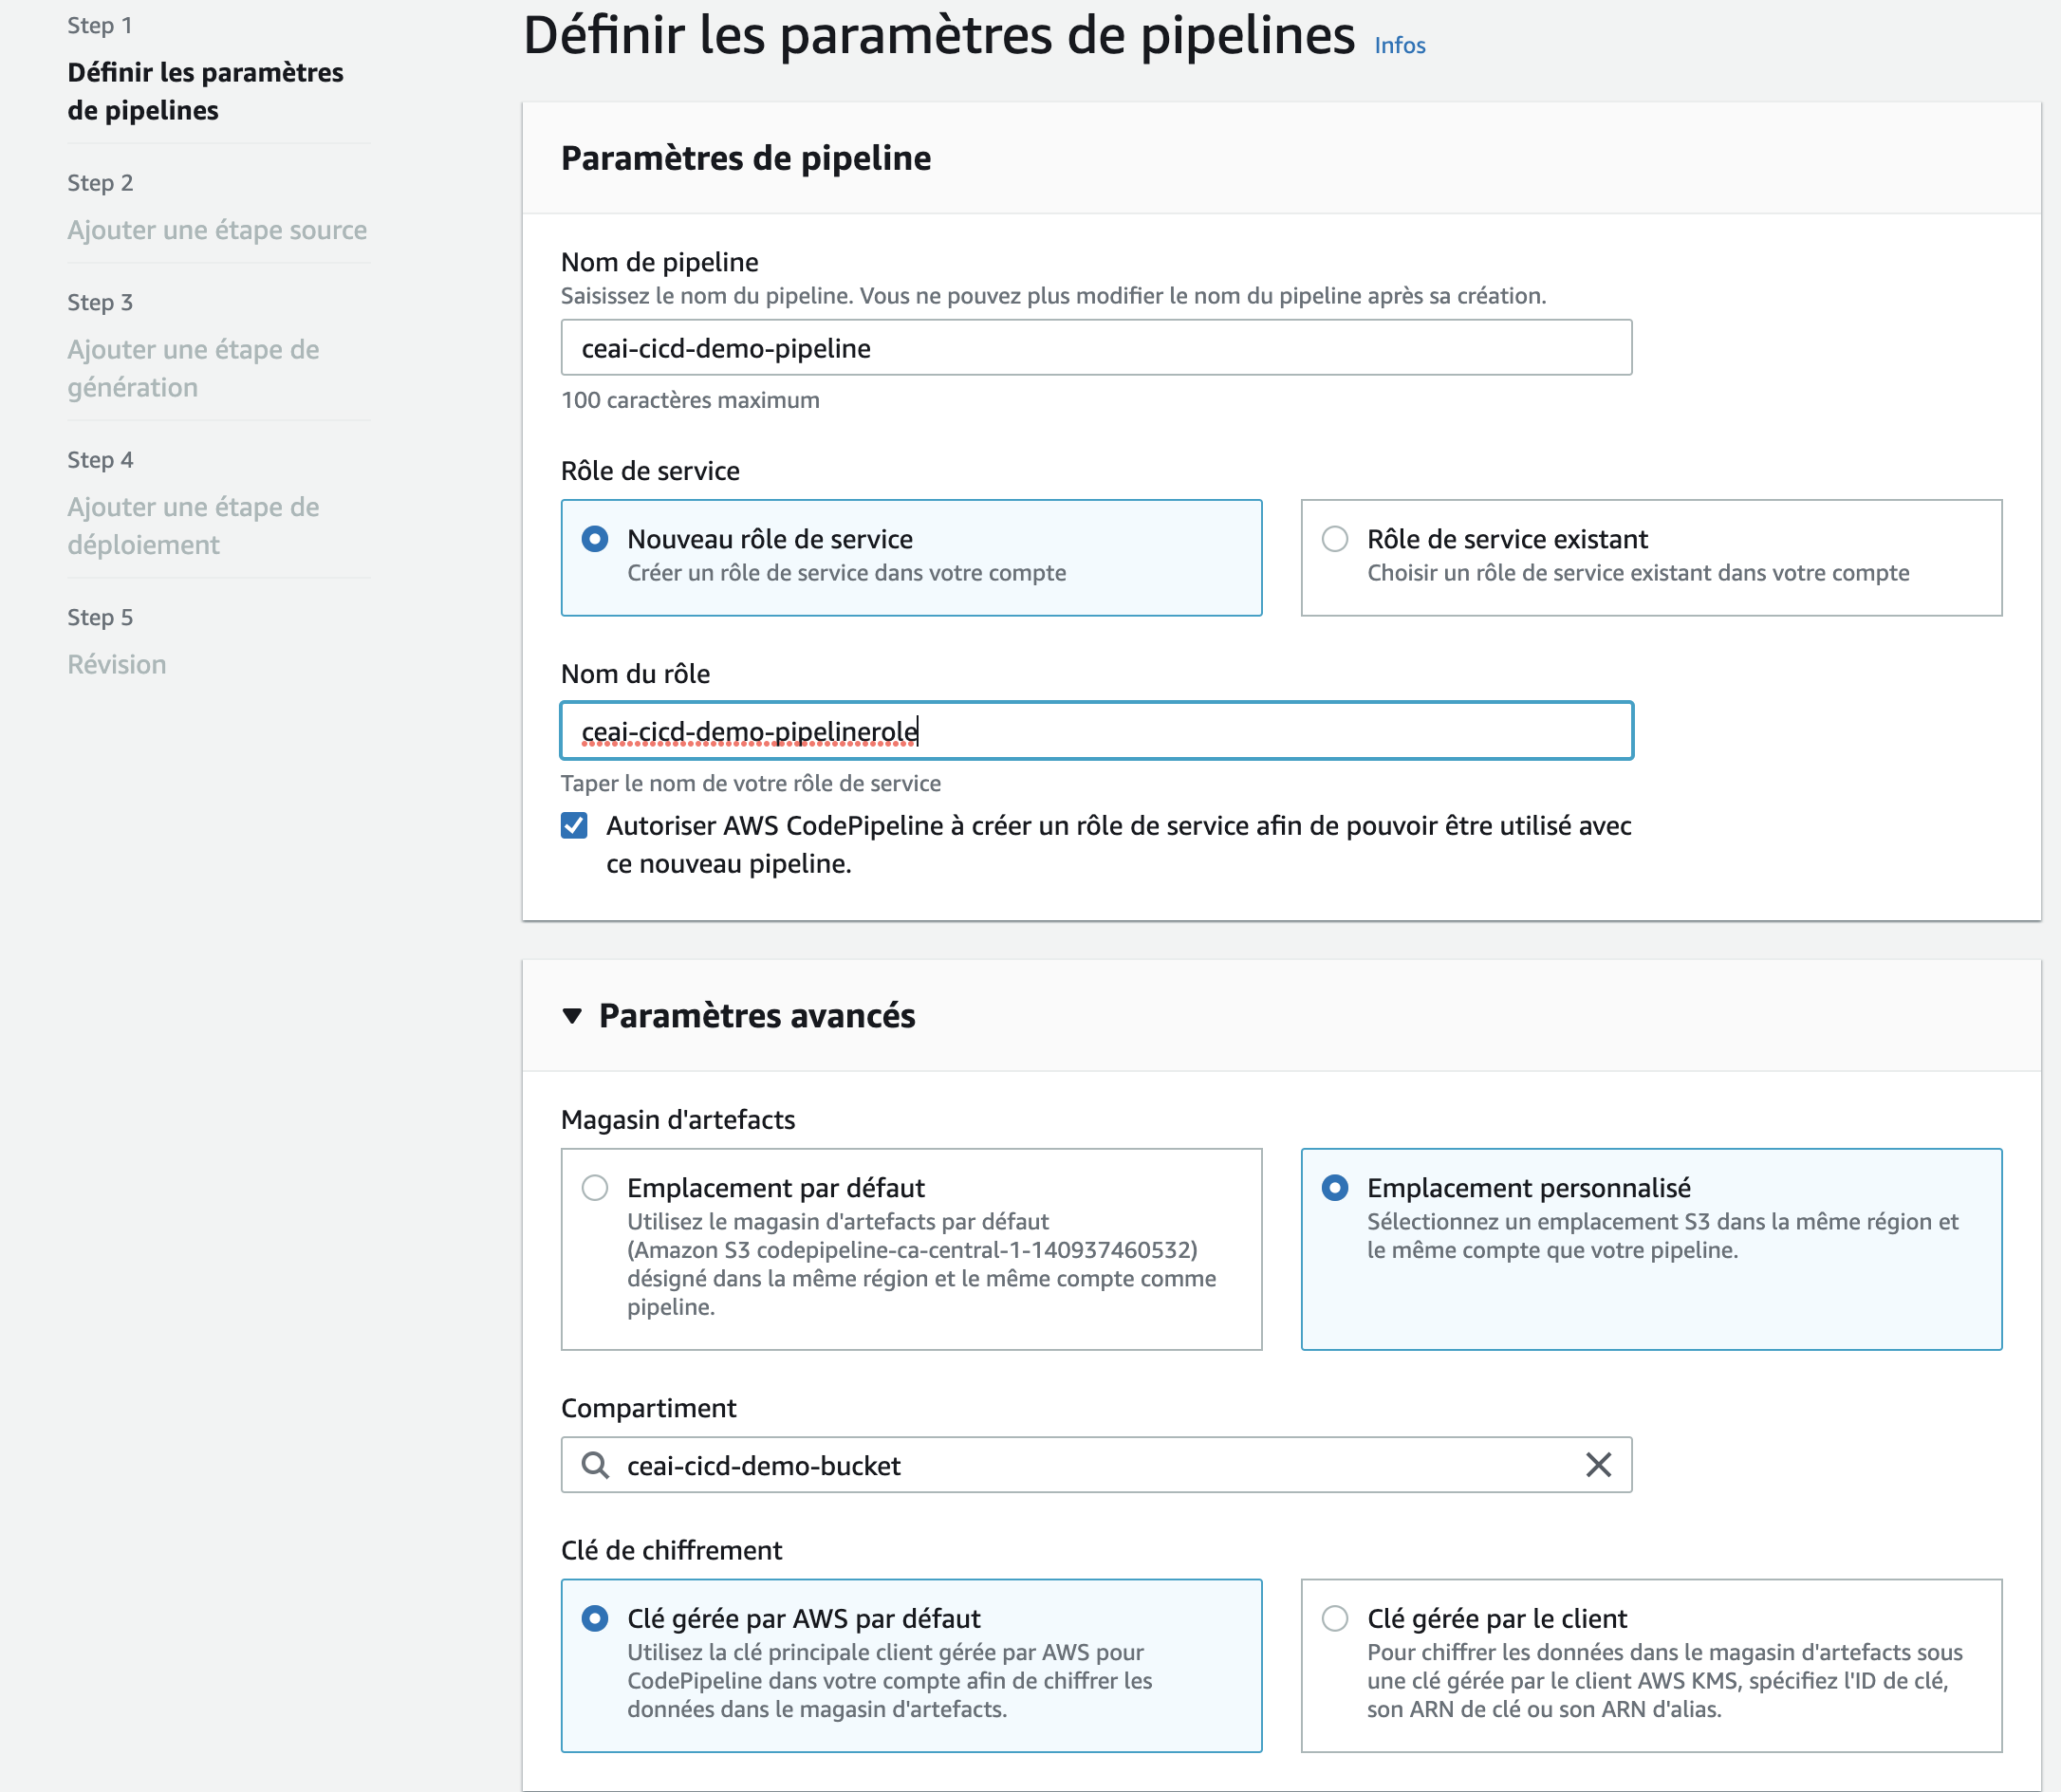 Step 1
Définir les paramètres
de pipelines
Step 2
Ajouter une étape source
Step 3
Ajouter une étape de
génération
Step 4
Ajouter une étape de
déploiement
Step 5
Révision
Définir les paramètres de pipelines Infos
Paramètres de pipeline
Nom de pipeline
Saisissez le nom du pipeline. Vous ne pouvez plus modifier le nom du pipeline après sa création.
ceai-cicd-demo-pipeline
100 caractères maximum
Rôle de service
Nouveau rôle de service
Créer un rôle de service dans votre compte
Rôle de service existant
Choisir un rôle de service existant dans votre compte
Nom du rôle
ceai-cicd-demo-pipelinerole
Taper le nom de votre rôle de service
Autoriser AWS CodePipeline à créer un rôle de service afin de pouvoir être utilisé avec
ce nouveau pipeline.
Paramètres avancés
Magasin d'artefacts
Emplacement par défaut
Utilisez le magasin d'artefacts par défaut
(Amazon S3 codepipeline-ca-central-1-140937460532)
désigné dans la même région et le même compte comme
pipeline.
Emplacement personnalisé
Sélectionnez un emplacement S3 dans la même région et
le même compte que votre pipeline.
Compartiment
ceai-cicd-demo-bucket
Clé de chiffrement
Clé gérée par AWS par défaut
Utilisez la clé principale client gérée par AWS pour
CodePipeline dans votre compte afin de chiffrer les
données dans le magasin d'artefacts.
Clé gérée par le client
Pour chiffrer les données dans le magasin d'artefacts sous
une clé gérée par le client AWS KMS, spécifiez l'ID de clé,
son ARN de clé ou son ARN d'alias.